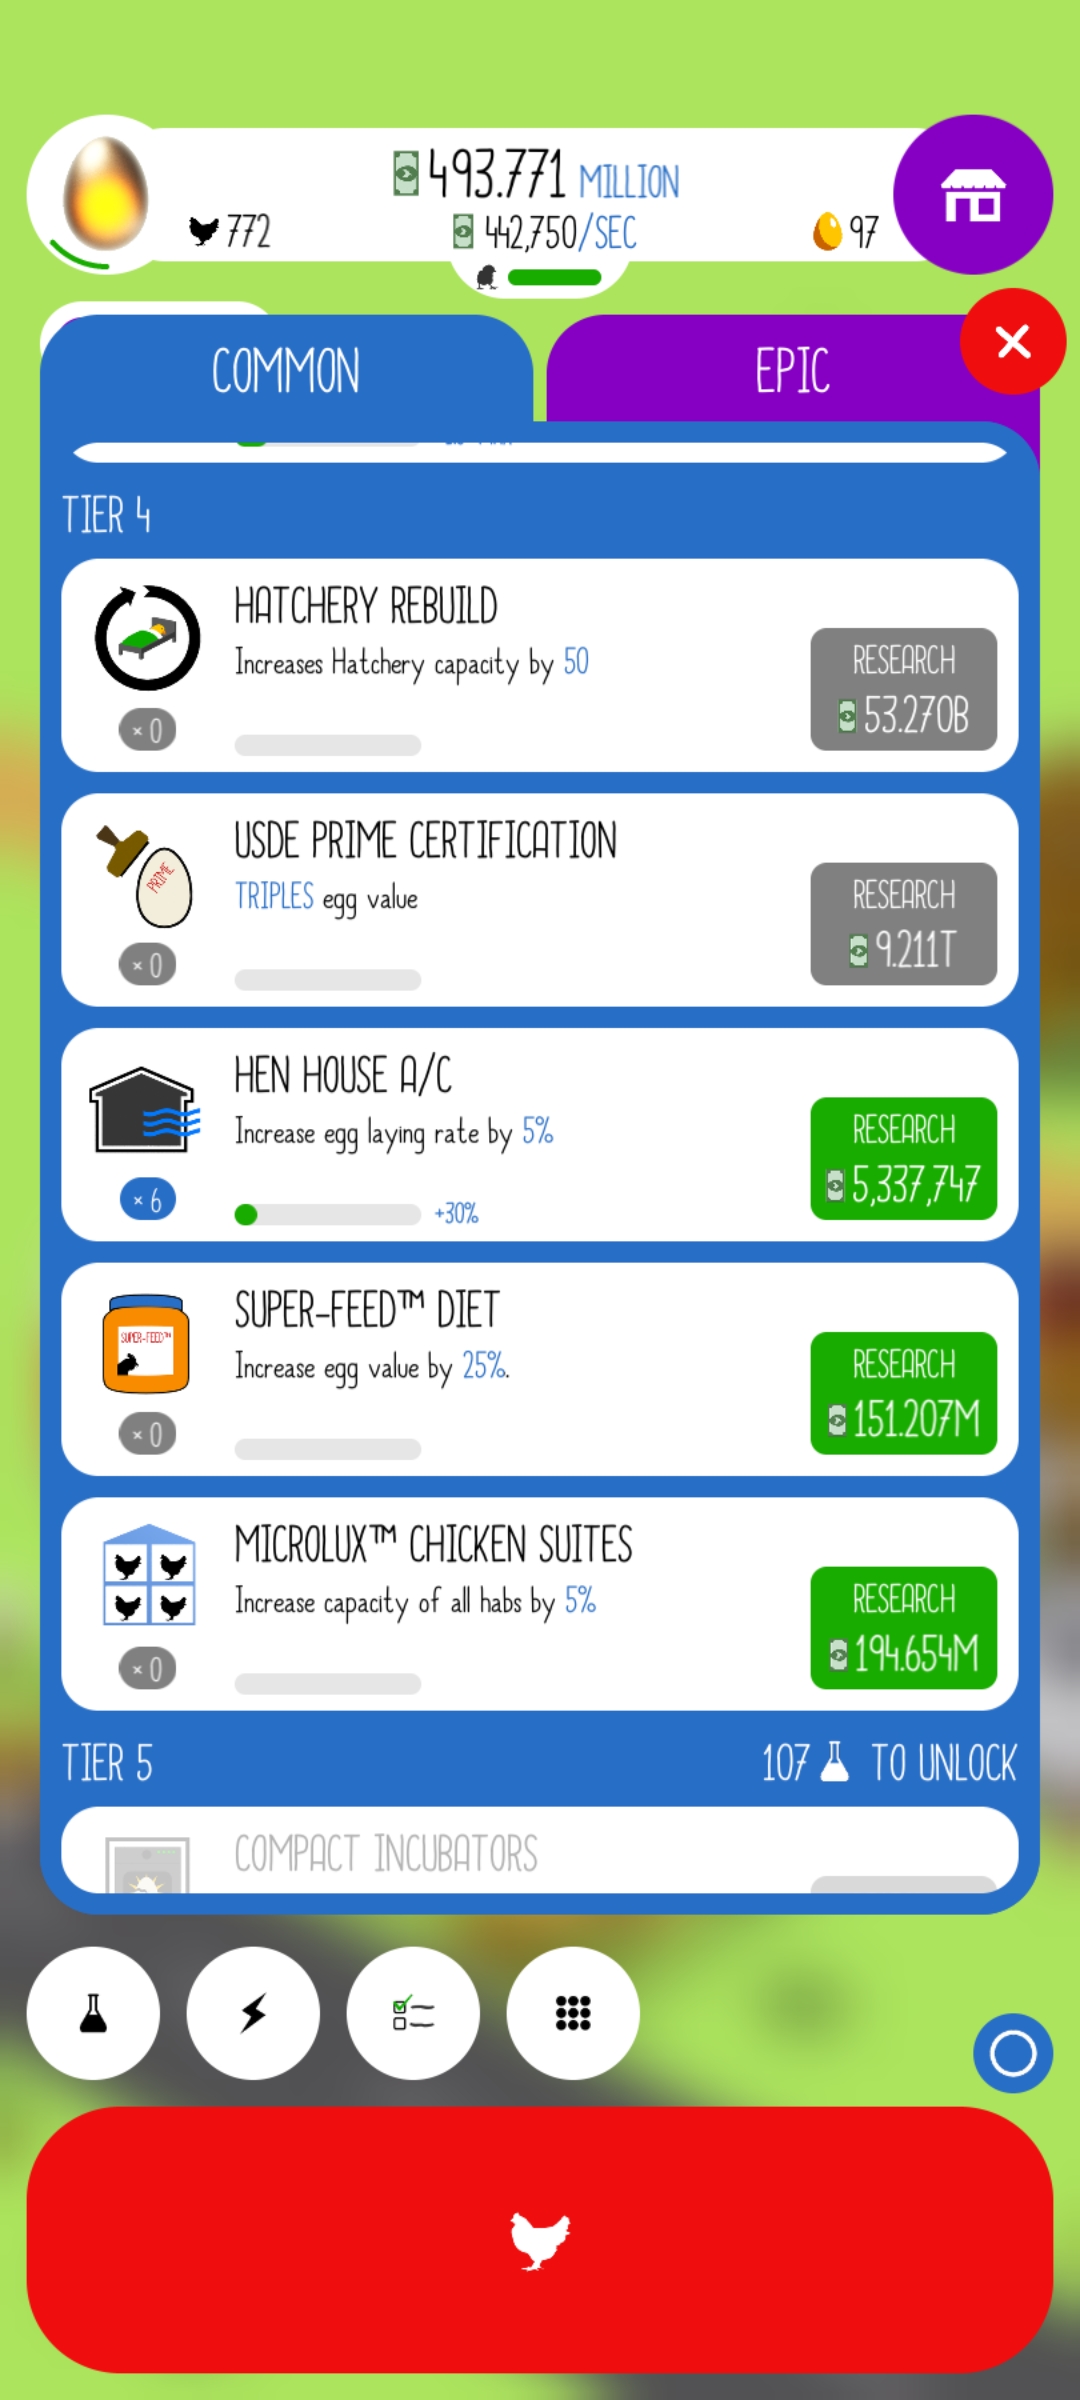 493.771 MILLION
772
442,750/SEC
97
COMMON
EPIC
TIER 4
HATCHERY REBUILD
Increases Hatchery capacity by 50
× 0
RESEARCH
53.270B
USDE PRIME CERTIFICATION
TRIPLES egg value
PRIME
× 0
RESEARCH
9.211T
HEN HOUSE A/C
Increase egg laying rate by 5%
× 6
+30%
RESEARCH
5,337,747
SUPER-FEED™ DIET
Increase egg value by 25%.
SUPER-FEED™
× 0
RESEARCH
151.207M
MICROLUX™ CHICKEN SUITES
Increase capacity of all habs by 5%
× 0
RESEARCH
194.654M
TIER 5
107 TO UNLOCK
COMPACT INCUBATORS